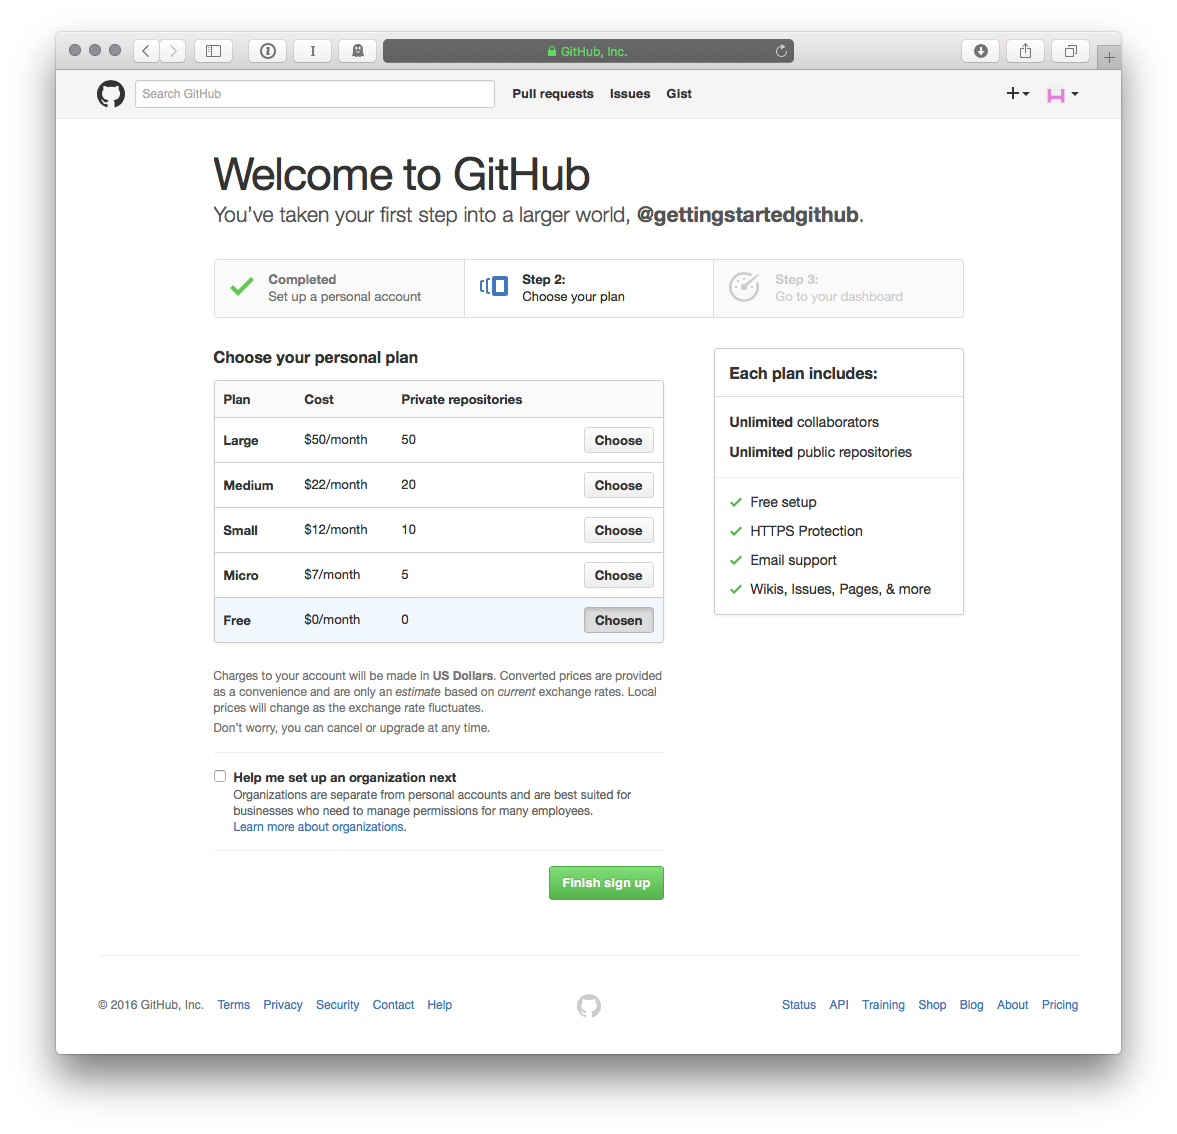 GitHub, Inc.
Search GitHub
Pull requests Issues Gist
Welcome to GitHub
You’ve taken your first step into a larger world, @gettingstartedgithub.
Completed
Set up a personal account
Step 2:
Choose your plan
Step 3:
Go to your dashboard
Choose your personal plan
Plan Cost Private repositories
Large $50/month 50 Choose
Medium $22/month 20 Choose
Small $12/month 10 Choose
Micro $7/month 5 Choose
Free $0/month 0 Chosen
Charges to your account will be made in US Dollars. Converted prices are provided
as a convenience and are only an estimate based on current exchange rates. Local
prices will change as the exchange rate fluctuates.
Don’t worry, you can cancel or upgrade at any time.
Help me set up an organization next
Organizations are separate from personal accounts and are best suited for
businesses who need to manage permissions for many employees.
Learn more about organizations.
Finish sign up
Each plan includes:
Unlimited collaborators
Unlimited public repositories
Free setup
HTTPS Protection
Email support
Wikis, Issues, Pages, & more
© 2016 GitHub, Inc. Terms Privacy Security Contact Help
Status API Training Shop Blog About Pricing